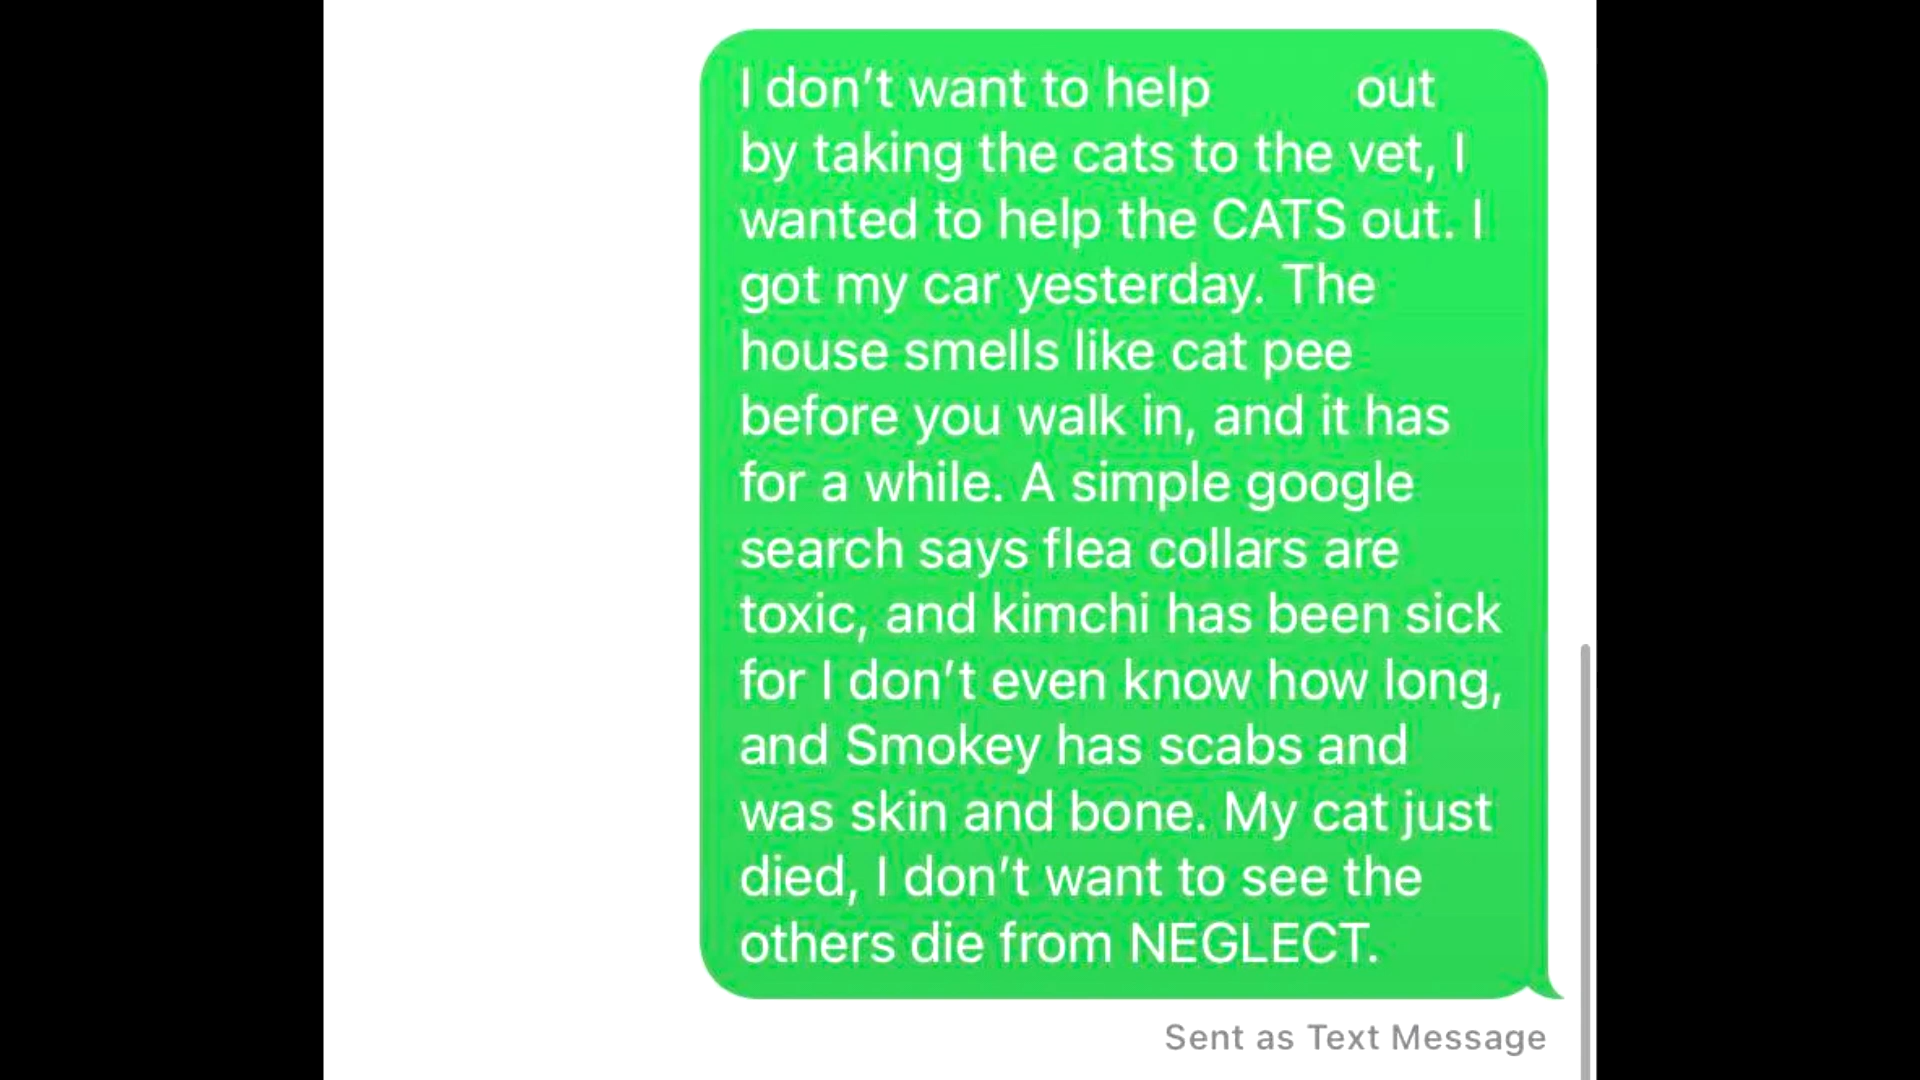 I don't want to help out
by taking the cats to the vet, I
wanted to help the CATS out. I
got my car yesterday. The
house smells like cat pee
before you walk in, and it has
for a while. A simple google
search says flea collars are
toxic, and kimchi has been sick
for I don't even know how long,
and Smokey has scabs and
was skin and bone. My cat just
died, I don't want to see the
others die from NEGLECT.
Sent as Text Message